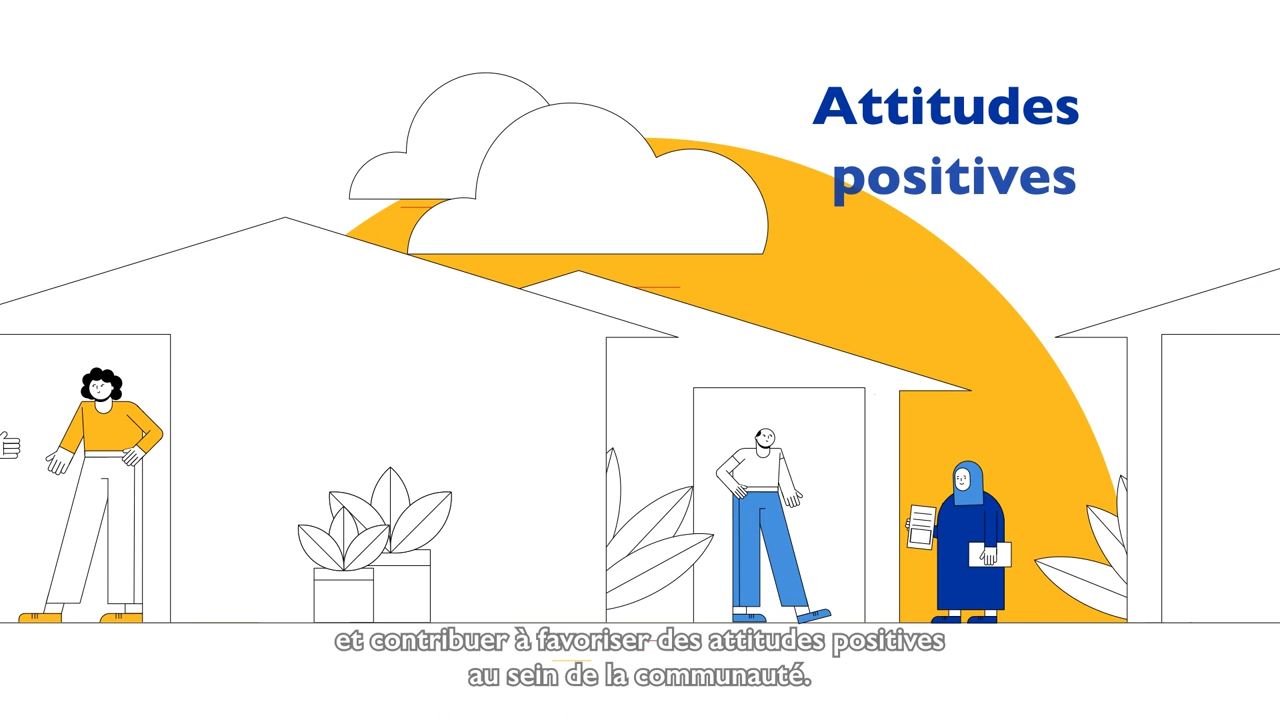 Attitudes
positives
et contribuer à favoriser des attitudes positives
au sein de la communauté.